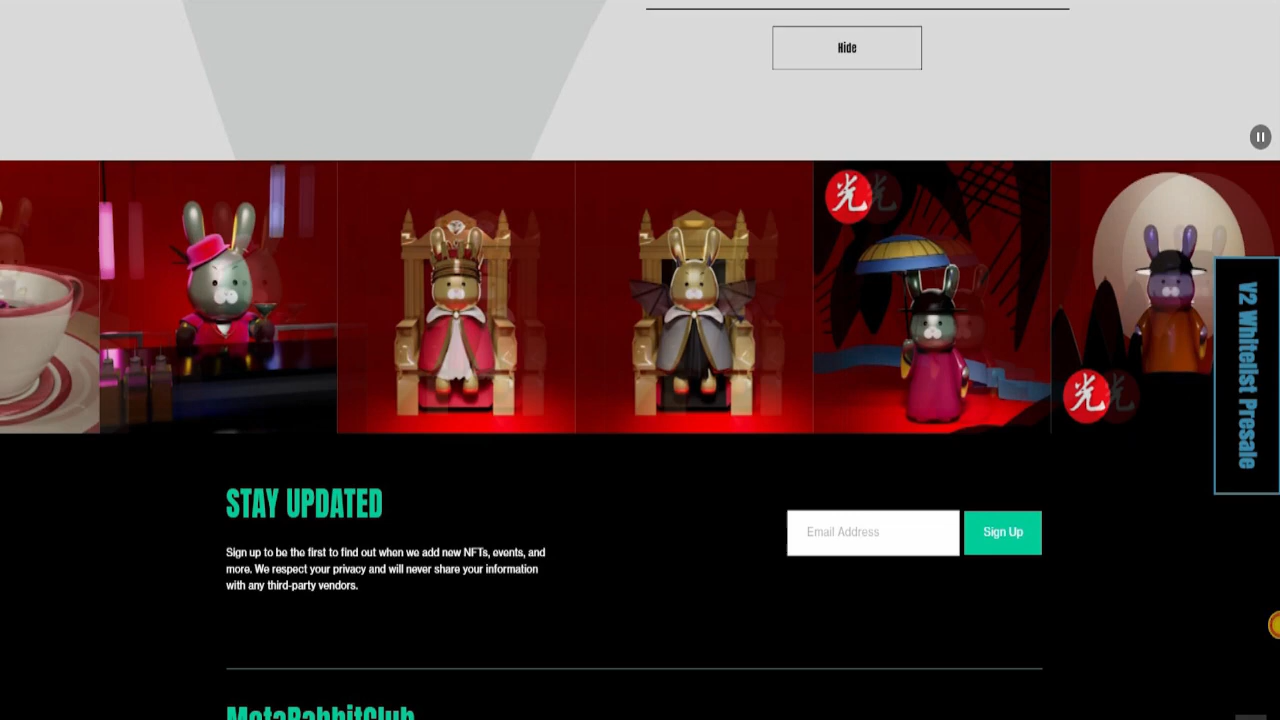 Hide
光
光
V2 Whitelist Presale
STAY UPDATED
Email Address
Sign Up
Sign up to be the first to find out when we add new NFTs, events, and
more. We respect your privacy and will never share your information
with any third-party vendors.
MetaRabbitClub